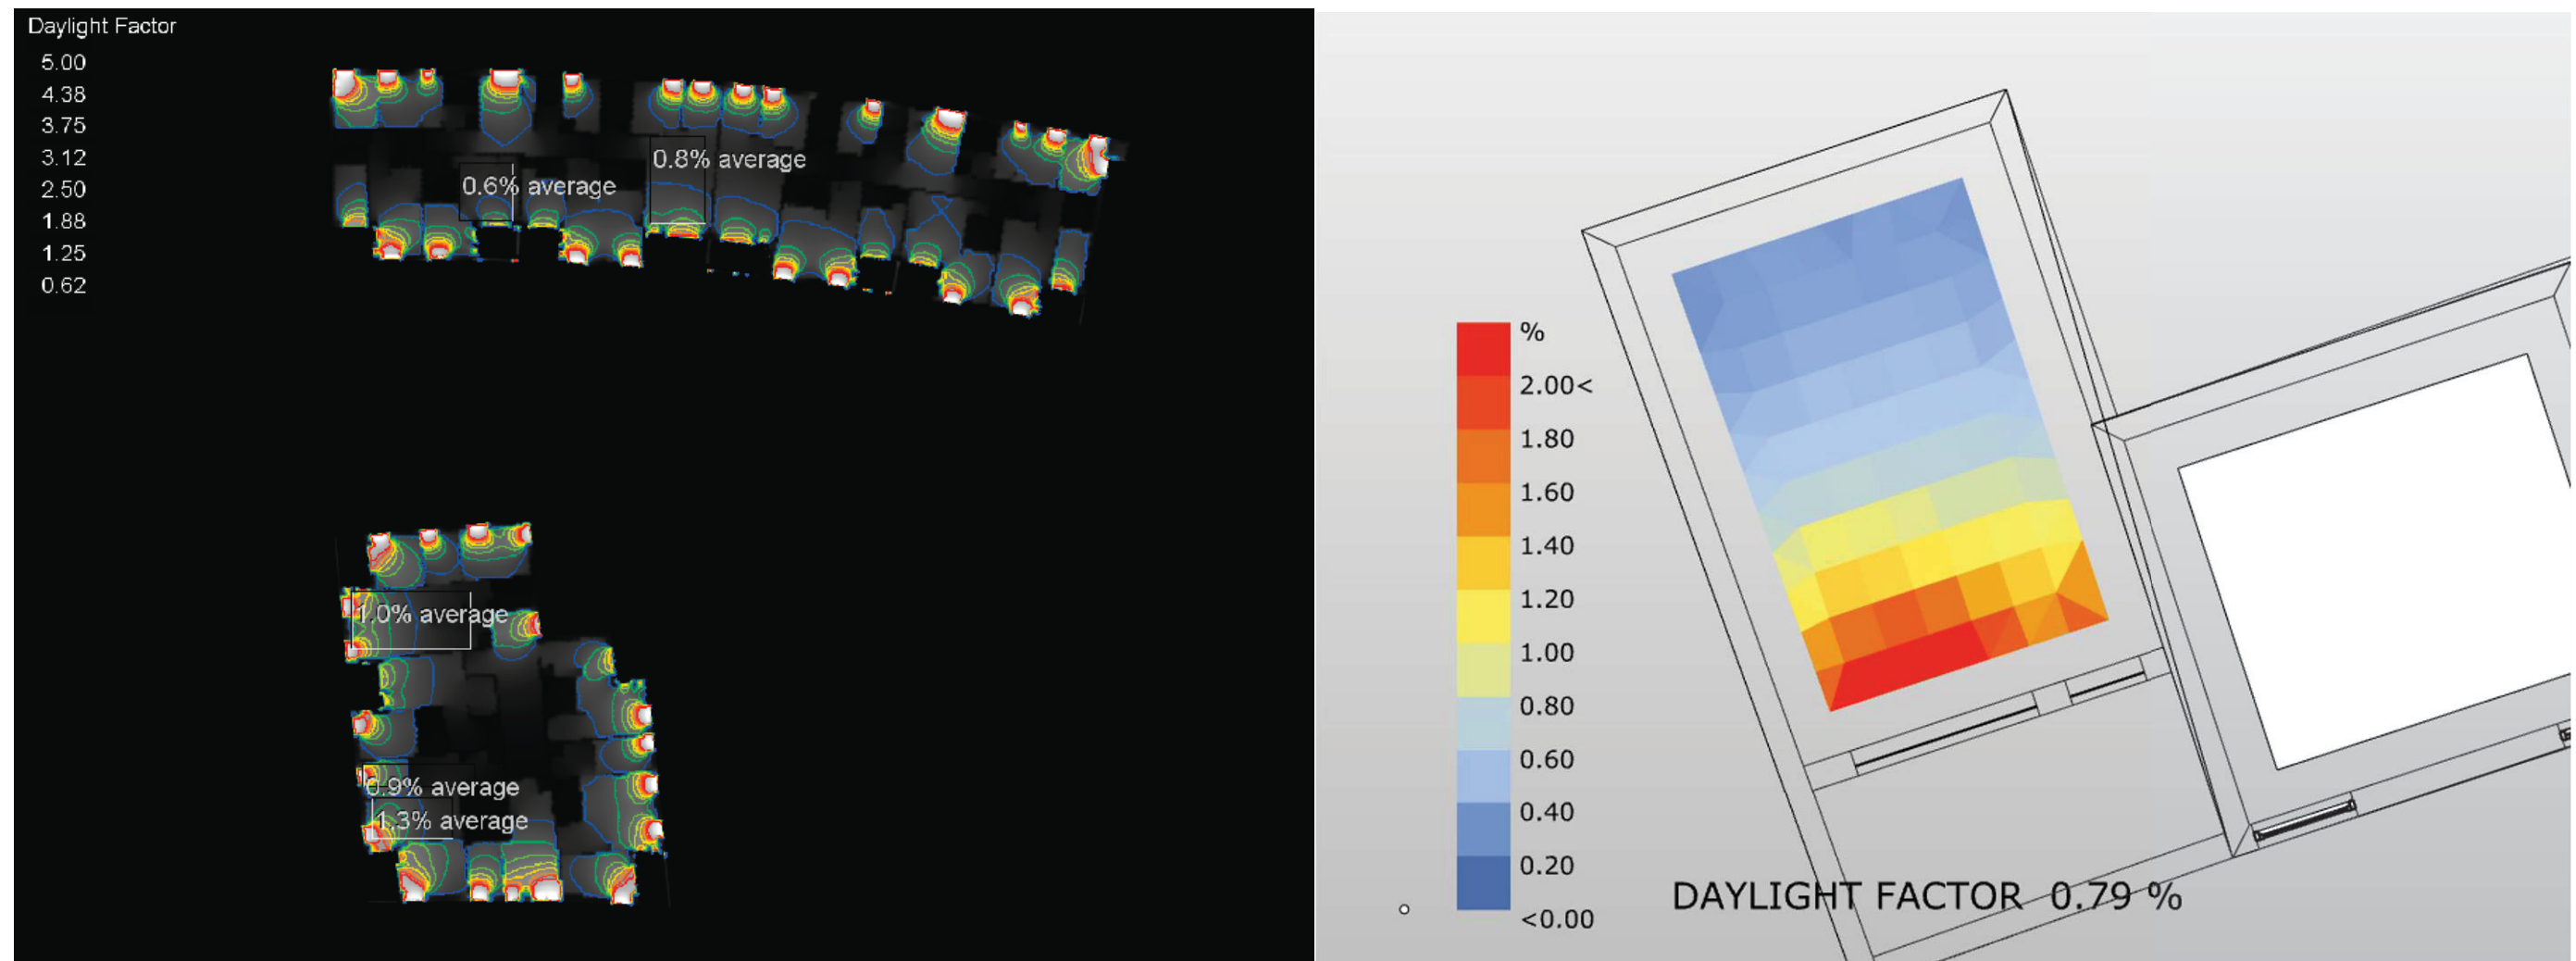 Daylight Factor
5.00
4.38
3.75
3.12
2.50
1.88
1.25
0.62
0.8% average
0.6% average
1.0% average
0.9% average
1.3% average
%
2.00<
1.80
1.60
1.40
1.20
1.00
0.80
0.60
0.40
0.20
<0.00
DAYLIGHT FACTOR 0.79 %